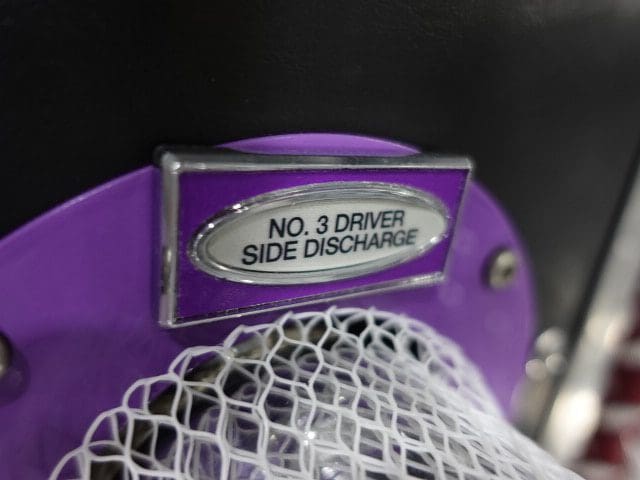 NO. 3 DRIVER
SIDE DISCHARGE